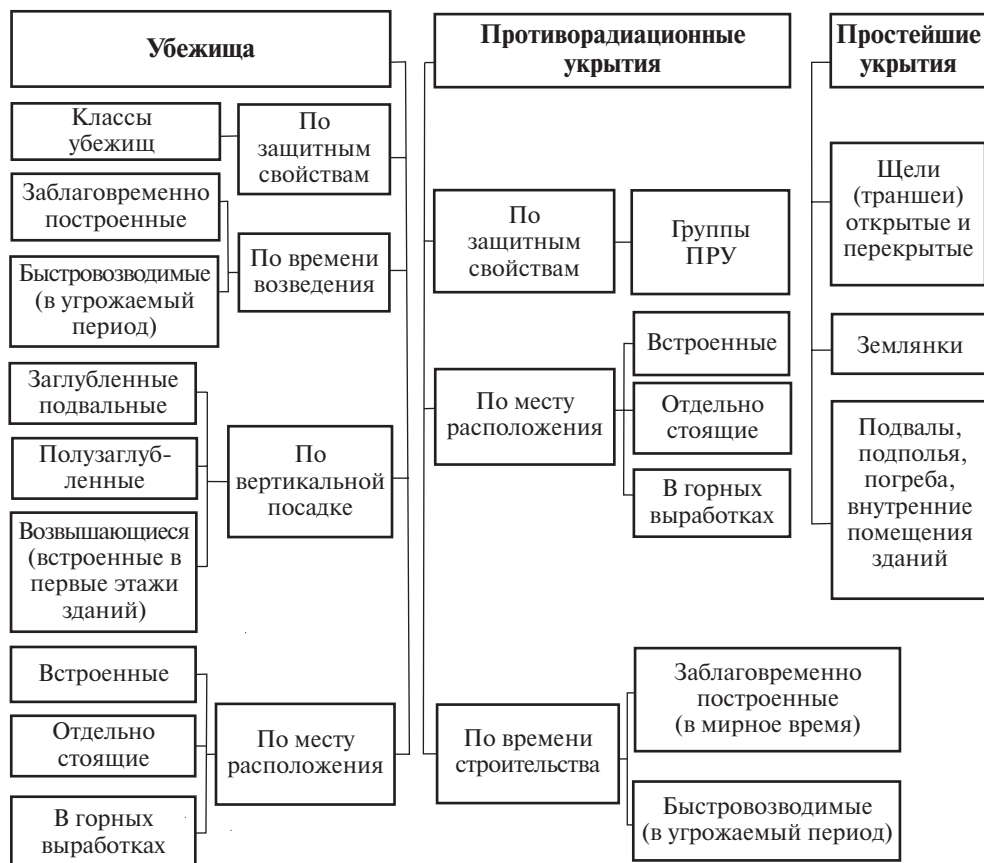 Убежища
Классы
убежищ
По
защитным
свойствам
Заблаговременно
построенные
Быстровозводимые
(в угрожаемый
период)
По времени
возведения
Заглубленные
подвальные
Полузаглуб-
ленные
Возвышающиеся
(встроенные в
первые этажи
зданий)
По
вертикальной
посадке
Встроенные
Отдельно
стоящие
В горных
выработках
По месту
расположения
Противорадиационные
укрытия
По
защитным
свойствам
Группы
ПРУ
По месту
расположения
Встроенные
Отдельно
стоящие
В горных
выработках
По времени
строительства
Заблаговременно
построенные
(в мирное время)
Быстровозводимые
(в угрожаемый период)
Простейшие
укрытия
Щели
(траншеи)
открытые и
перекрытые
Землянки
Подвалы,
подполья,
погреба,
внутренние
помещения
зданий